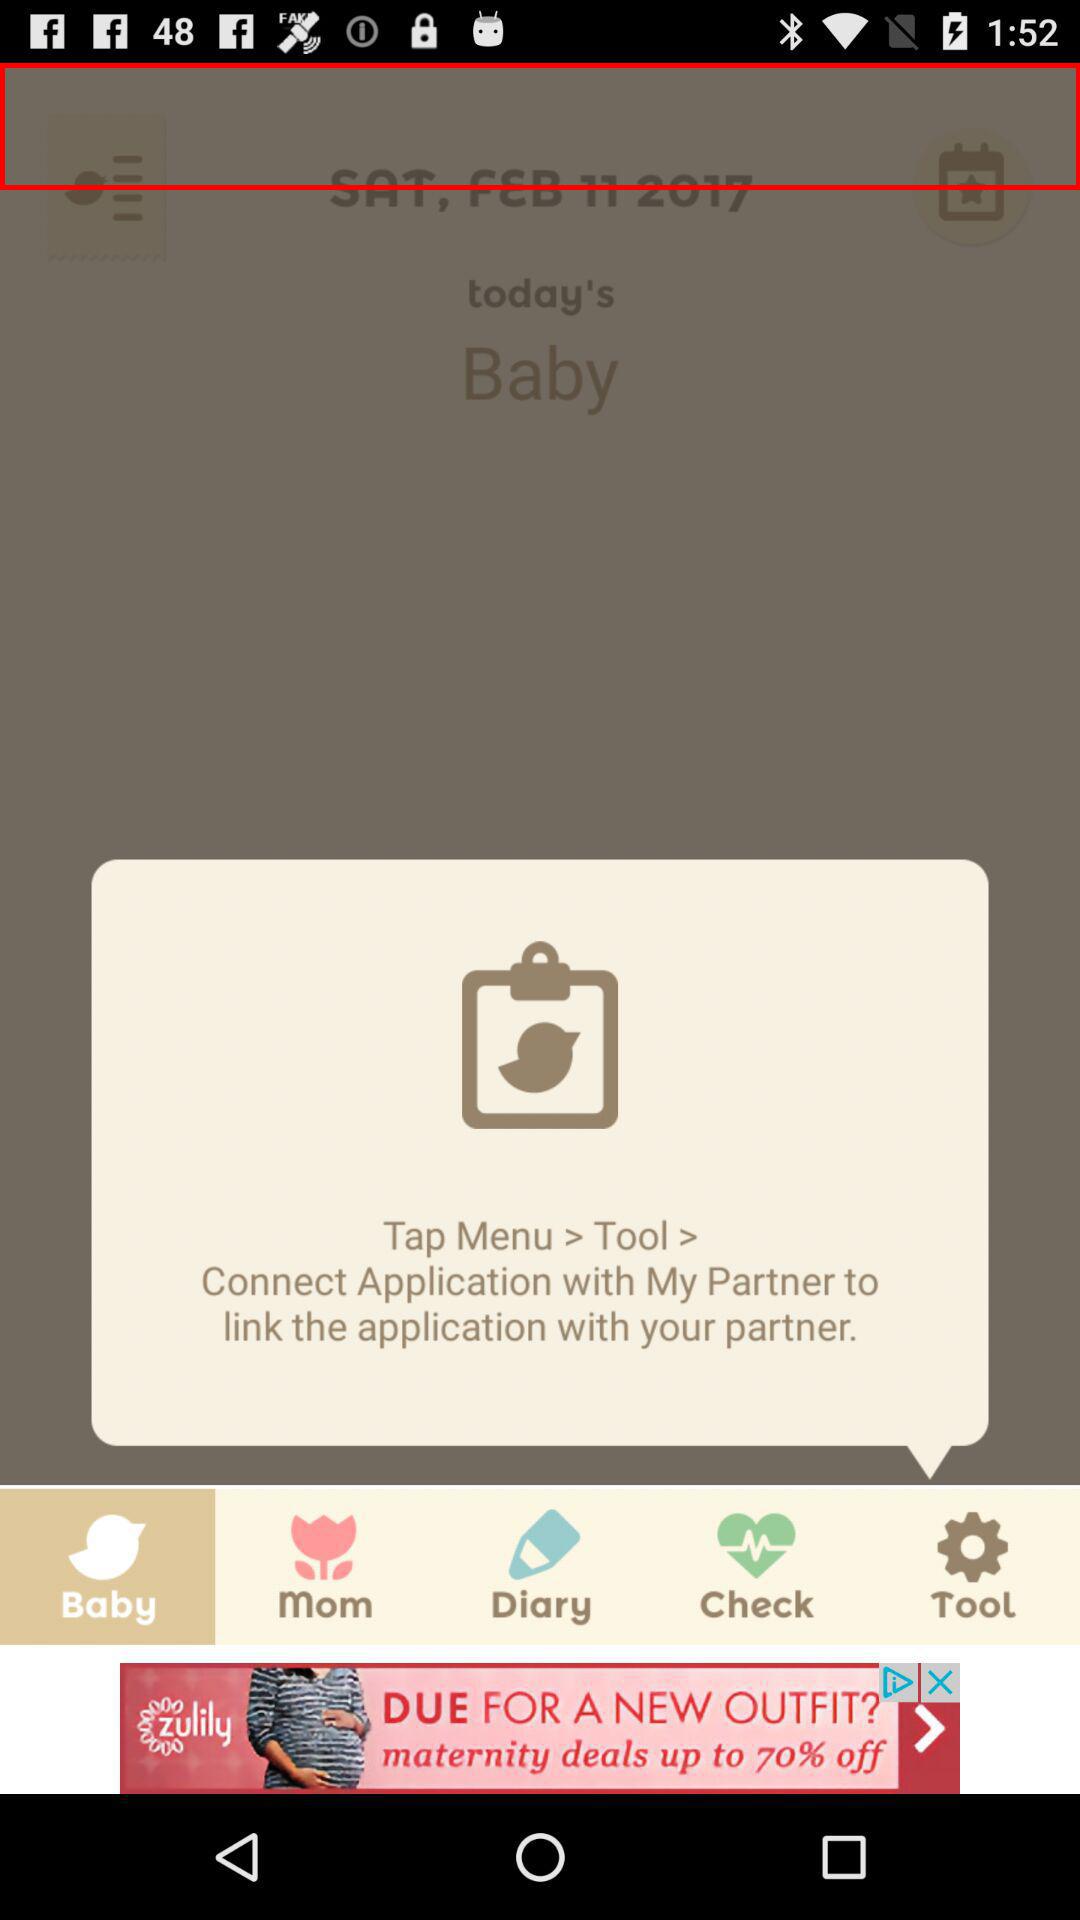 48 FAKE 1:52
SAT, FEB 11 2017
today's
Baby
Tap Menu > Tool >
Connect Application with My Partner to
link the application with your partner.
Baby Mom Diary Check Tool
zulily DUE FOR A NEW OUTFIT?
maternity deals up to 70% off